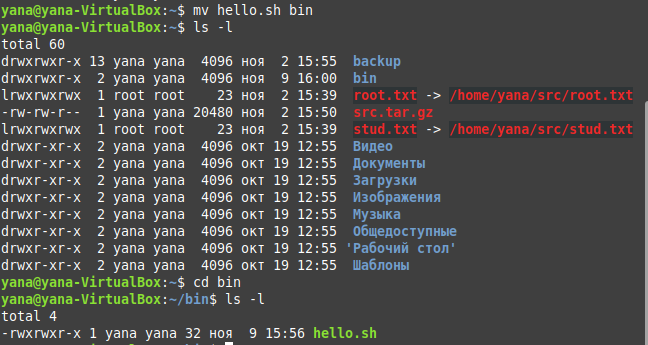 yana@yana-VirtualBox:~$ mv hello.sh bin
yana@yana-VirtualBox:~$ ls -l
total 60
drwxrwxr-x 13 yana yana  4096 ноя  2 15:55  backup
drwxrwxr-x  2 yana yana  4096 ноя  9 16:00  bin
lrwxrwxrwx  1 root root    23 ноя  2 15:39  root.txt -> /home/yana/src/root.txt
-rw-rw-r--  1 yana yana 20480 ноя  2 15:50  src.tar.gz
lrwxrwxrwx  1 root root    23 ноя  2 15:39  stud.txt -> /home/yana/src/stud.txt
drwxr-xr-x  2 yana yana  4096 окт 19 12:55  Видео
drwxr-xr-x  2 yana yana  4096 окт 19 12:55  Документы
drwxr-xr-x  2 yana yana  4096 окт 19 12:55  Загрузки
drwxr-xr-x  2 yana yana  4096 окт 19 12:55  Изображения
drwxr-xr-x  2 yana yana  4096 окт 19 12:55  Музыка
drwxr-xr-x  2 yana yana  4096 окт 19 12:55  Общедоступные
drwxr-xr-x  2 yana yana  4096 окт 19 12:55 'Рабочий стол'
drwxr-xr-x  2 yana yana  4096 окт 19 12:55  Шаблоны
yana@yana-VirtualBox:~$ cd bin
yana@yana-VirtualBox:~/bin$ ls -l
total 4
-rwxrwxr-x 1 yana yana 32 ноя  9 15:56 hello.sh